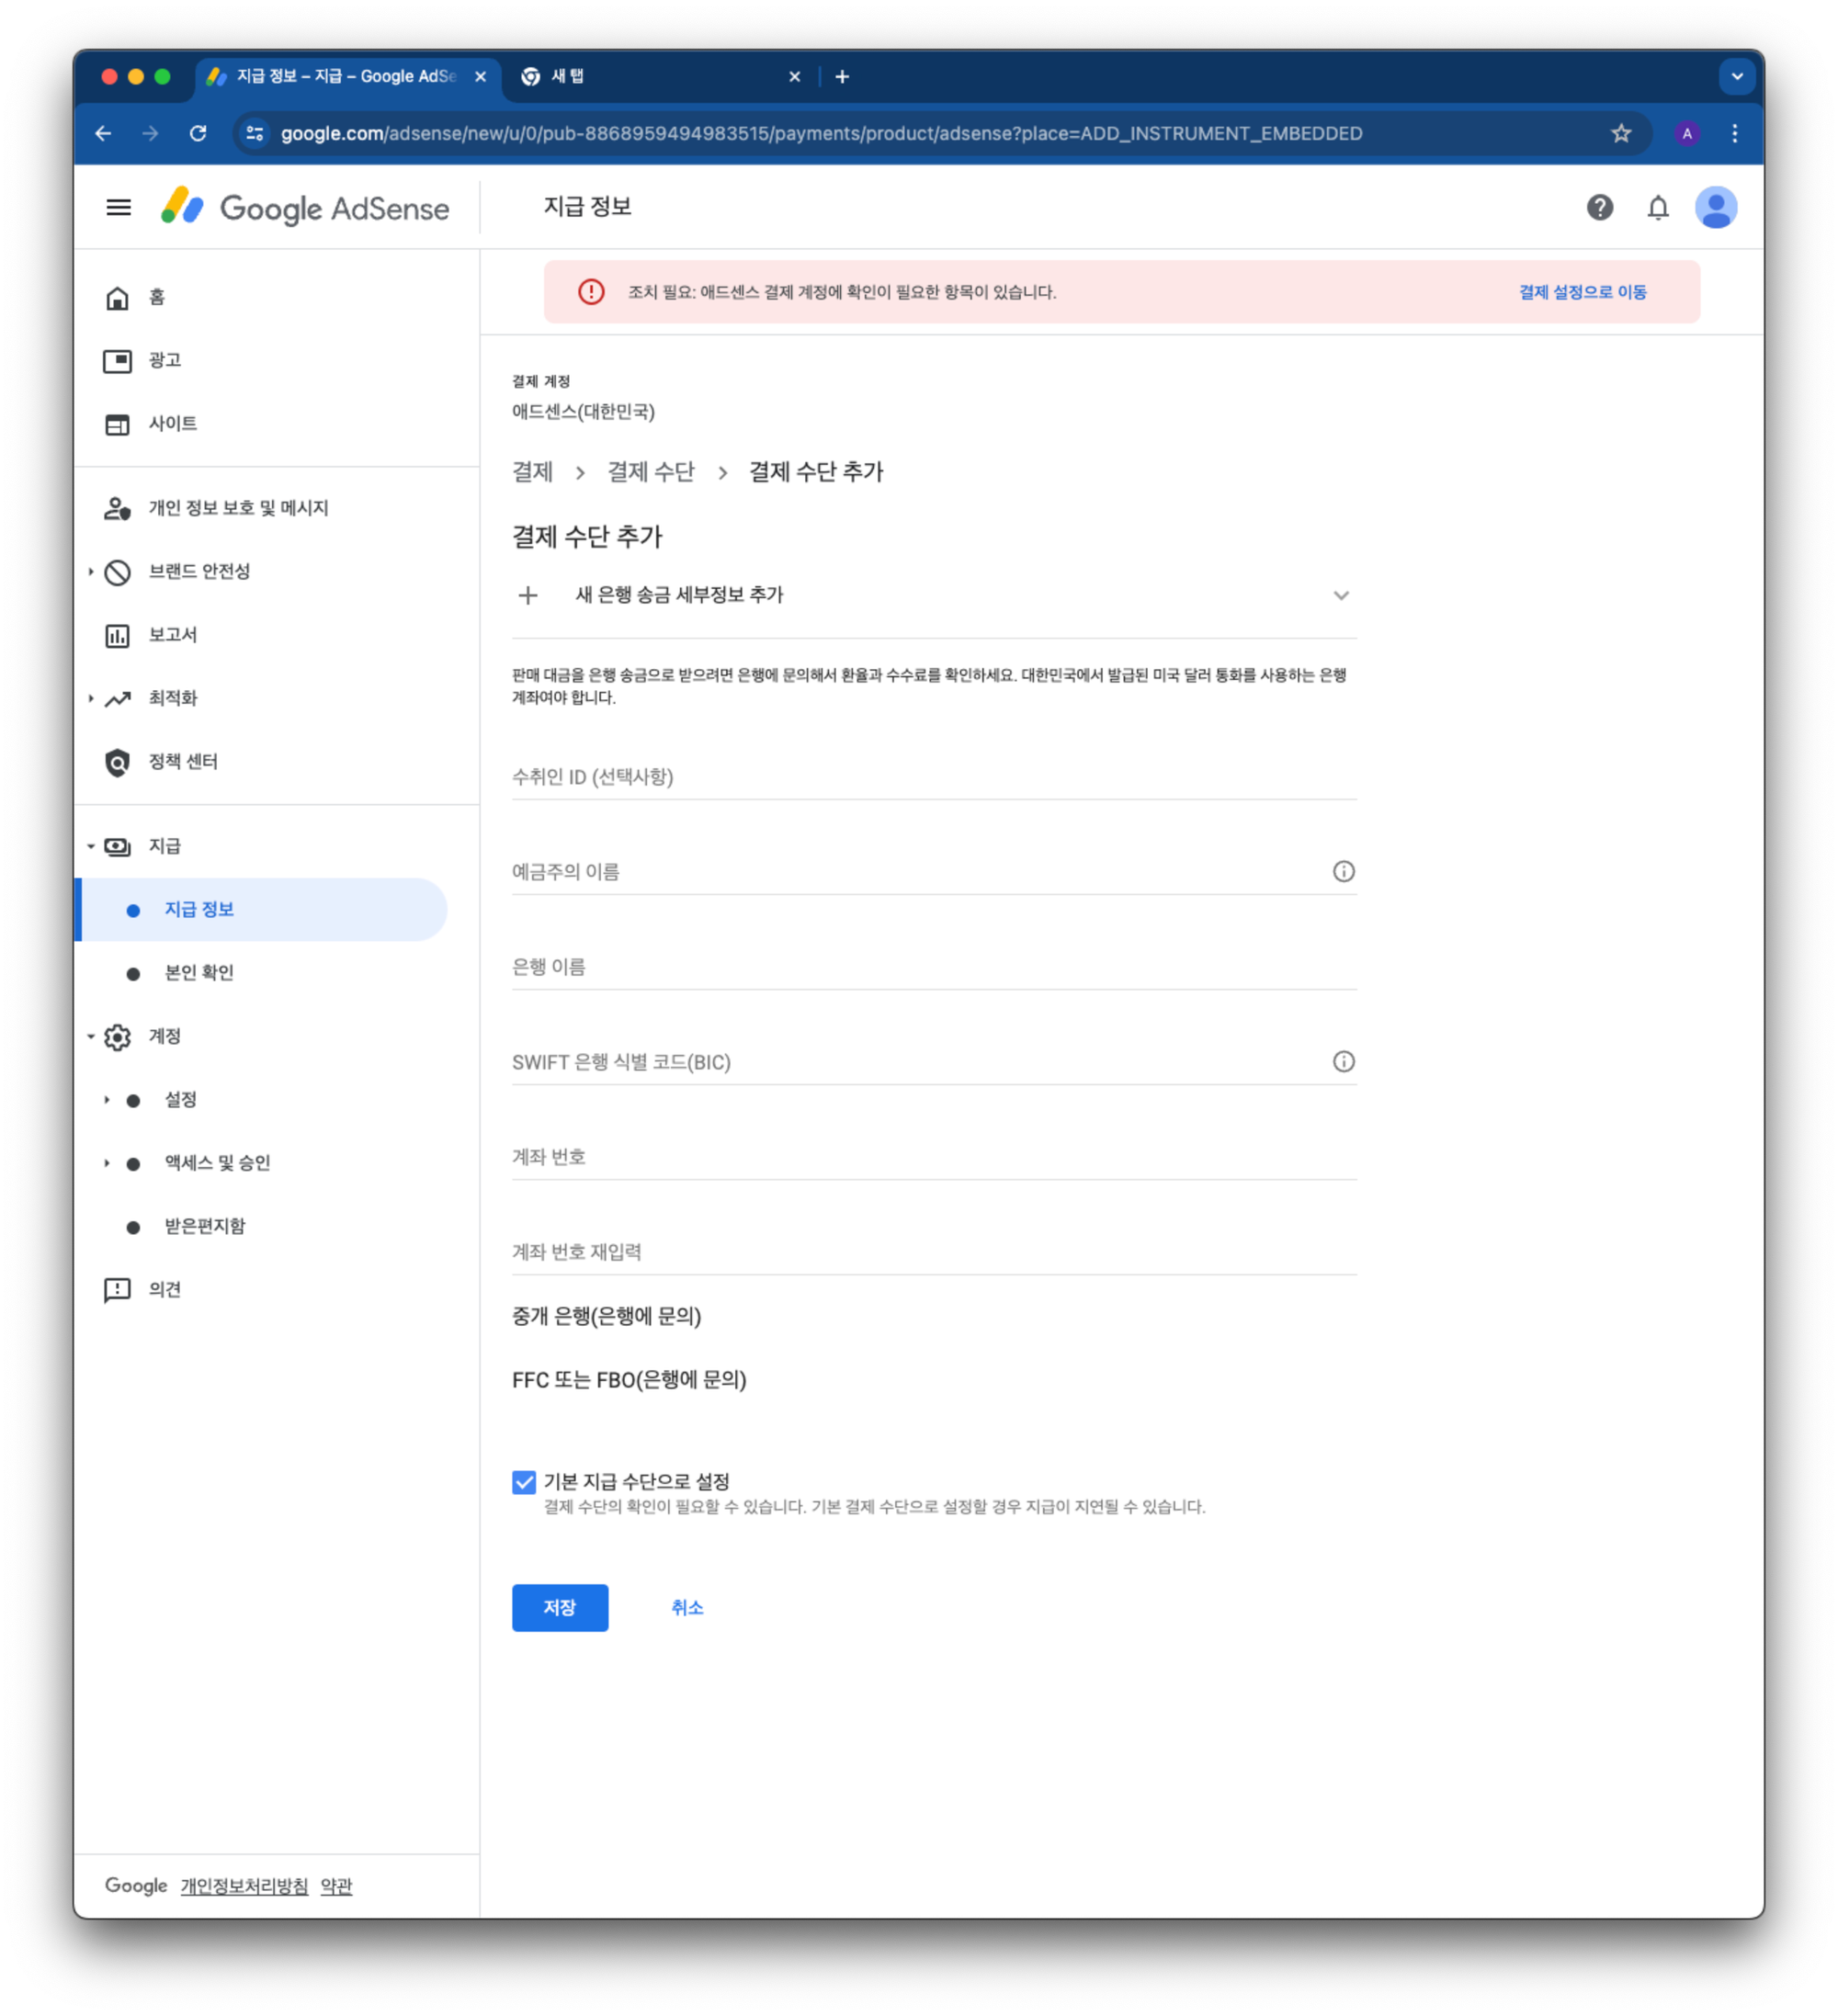 지급 정보 – 지급 – Google AdSe
새 탭
google.com/adsense/new/u/0/pub-8868959494983515/payments/product/adsense?place=ADD_INSTRUMENT_EMBEDDED
A
Google AdSense
지급 정보
홈
광고
사이트
개인 정보 보호 및 메시지
브랜드 안전성
보고서
최적화
정책 센터
지급
지급 정보
본인 확인
계정
설정
액세스 및 승인
받은편지함
의견
Google 개인정보처리방침 약관
조치 필요: 애드센스 결제 계정에 확인이 필요한 항목이 있습니다.
결제 설정으로 이동
결제 계정
애드센스(대한민국)
결제 > 결제 수단 > 결제 수단 추가
결제 수단 추가
새 은행 송금 세부정보 추가
판매 대금을 은행 송금으로 받으려면 은행에 문의해서 환율과 수수료를 확인하세요. 대한민국에서 발급된 미국 달러 통화를 사용하는 은행
계좌여야 합니다.
수취인 ID (선택사항)
예금주의 이름
은행 이름
SWIFT 은행 식별 코드(BIC)
계좌 번호
계좌 번호 재입력
중개 은행(은행에 문의)
FFC 또는 FBO(은행에 문의)
기본 지급 수단으로 설정
결제 수단의 확인이 필요할 수 있습니다. 기본 결제 수단으로 설정할 경우 지급이 지연될 수 있습니다.
저장
취소